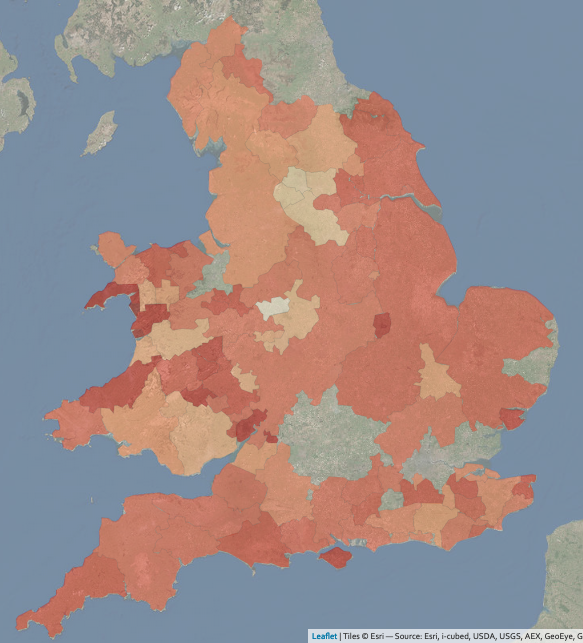 Leaflet | Tiles © Esri — Source: Esri, i-cubed, USDA, USGS, AEX, GeoEye, G